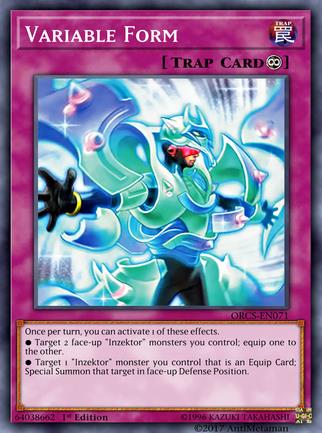 Variable Form
TRAP
罠
[Trap Card]
ORCS-EN071
Once per turn, you can activate 1 of these effects.
● Target 2 face-up "Inzektor" monsters you control; equip one to
the other.
● Target 1 "Inzektor" monster you control that is an Equip Card;
Special Summon that target in face-up Defense Position.
64038662
1st Edition
©1996 KAZUKI TAKAHASHI
©2017 AntiMetaman